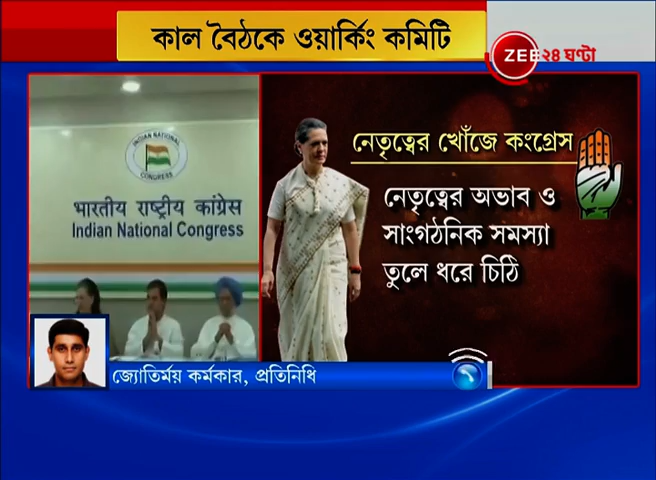 কাল বৈঠকে ওয়ার্কিং কমিটি
ZEE ২৪ ঘণ্টা
INDIAN NATIONAL
CONGRESS
भारतीय राष्ट्रीय कांग्रेस
Indian National Congress
নেতৃত্বের খোঁজে কংগ্রেস
নেতৃত্বের অভাব ও
সাংগঠনিক সমস্যা
তুলে ধরে চিঠি
জ্যোতির্ময় কর্মকার, প্রতিনিধি